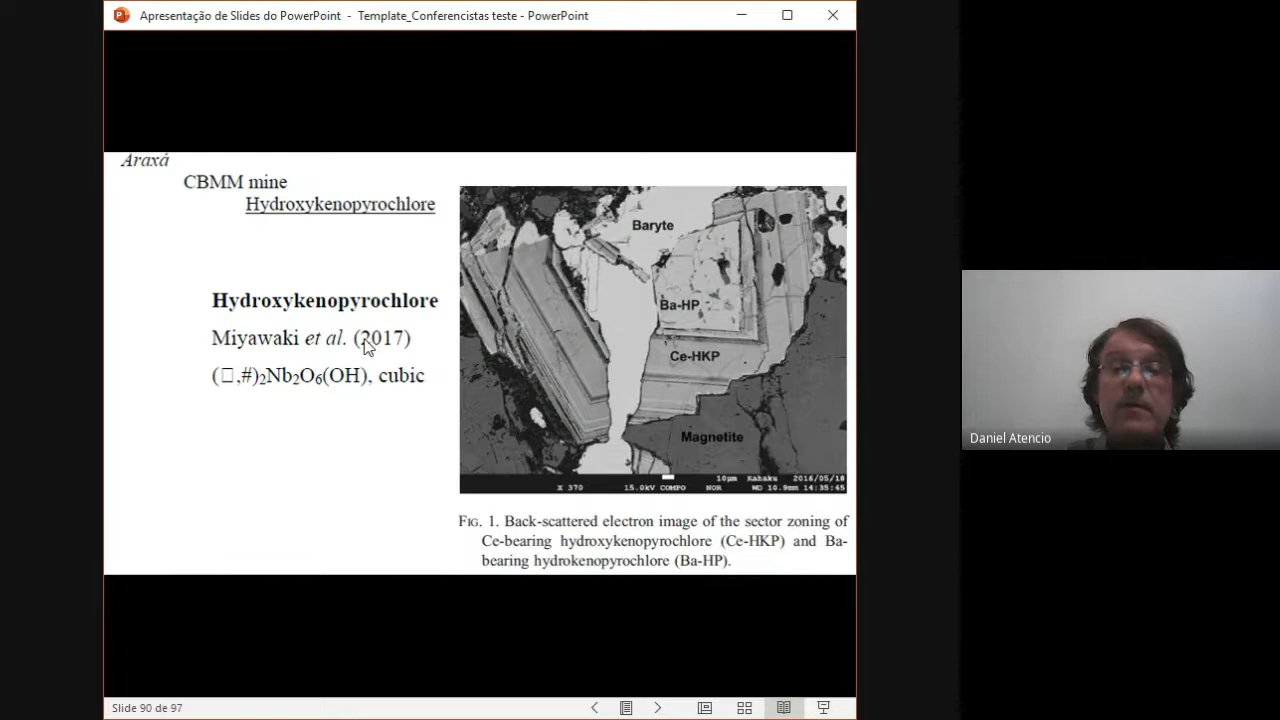 Apresentação de Slides do PowerPoint - Template_Conferencistas teste - PowerPoint
Araxá
CBMM mine
Hydroxykenopyrochlore
Hydroxykenopyrochlore
Miyawaki et al. (2017)
(□,#)₂Nb₂O₆(OH), cubic
Baryte
Ba-HP
Ce-HKP
Magnetite
10µm Kahaku 2016/05/18
X 370 15.0kV COMPO NOR WD 10.9mm 14:35:45
FIG. 1. Back-scattered electron image of the sector zoning of
Ce-bearing hydroxykenopyrochlore (Ce-HKP) and Ba-
bearing hydrokenopyrochlore (Ba-HP).
Daniel Atencio
Slide 90 de 97